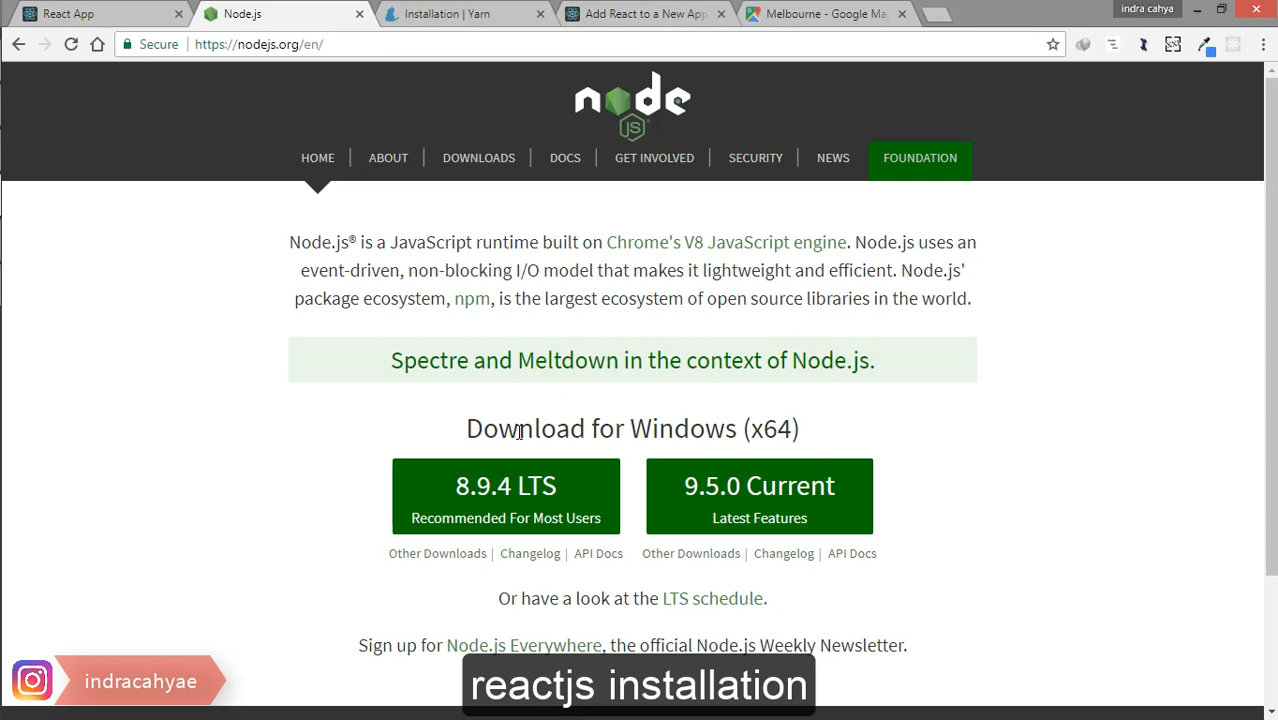 React App
Node.js
Installation | Yarn
Add React to a New App
Melbourne - Google Ma
indra cahya
Secure
https://nodejs.org/en/
node
JS
HOME
ABOUT
DOWNLOADS
DOCS
GET INVOLVED
SECURITY
NEWS
FOUNDATION
Node.js® is a JavaScript runtime built on Chrome's V8 JavaScript engine. Node.js uses an
event-driven, non-blocking I/O model that makes it lightweight and efficient. Node.js'
package ecosystem, npm, is the largest ecosystem of open source libraries in the world.
Spectre and Meltdown in the context of Node.js.
Download for Windows (x64)
8.9.4 LTS
Recommended For Most Users
9.5.0 Current
Latest Features
Other Downloads | Changelog | API Docs
Other Downloads | Changelog | API Docs
Or have a look at the LTS schedule.
Sign up for Node.js Everywhere, the official Node.js Weekly Newsletter.
indracahyae
reactjs installation